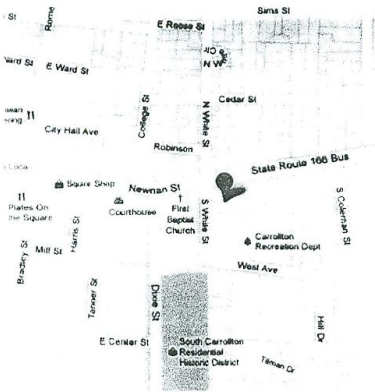 St
Rome
E Reese St
Sims St
Ward St
E Ward St
Cir
N W
Cedar St
City Hall Ave
College St
N White St
Robinson
State Route 166 Bus
Loca
Square Shop
Newnan St
Plates On
the Square
Courthouse
First
Baptist
Church
S White St
S Coleman St
Carrollton
Recreation Dept
Bradley St
Mill St
Harris St
West Ave
Tanner St
Dixie St
Hill Dr
E Center St
South Carrollton
Residential
Historic District
Tillman Dr